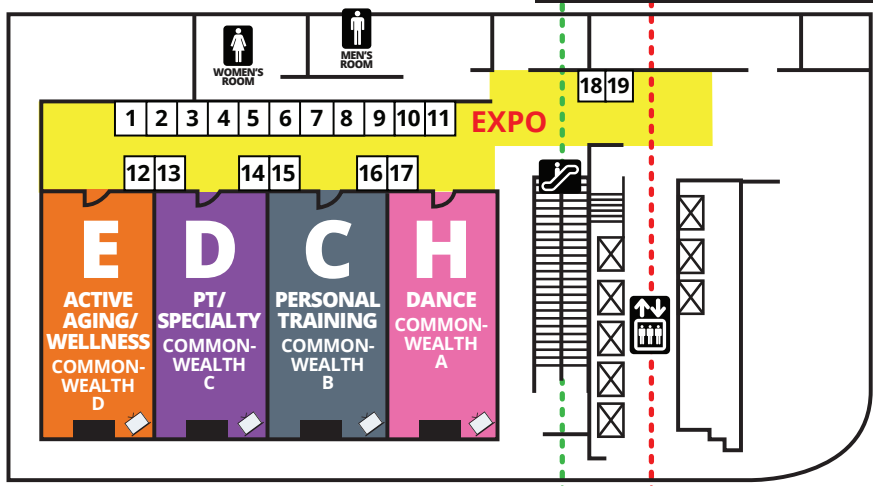 WOMEN'S
ROOM
MEN'S
ROOM
18 19
1 2 3 4 5 6 7 8 9 10 11
EXPO
12 13 14 15 16 17
E
ACTIVE
AGING/
WELLNESS
COMMON-
WEALTH
D
D
PT/
SPECIALTY
COMMON-
WEALTH
C
C
PERSONAL
TRAINING
COMMON-
WEALTH
B
H
DANCE
COMMON-
WEALTH
A